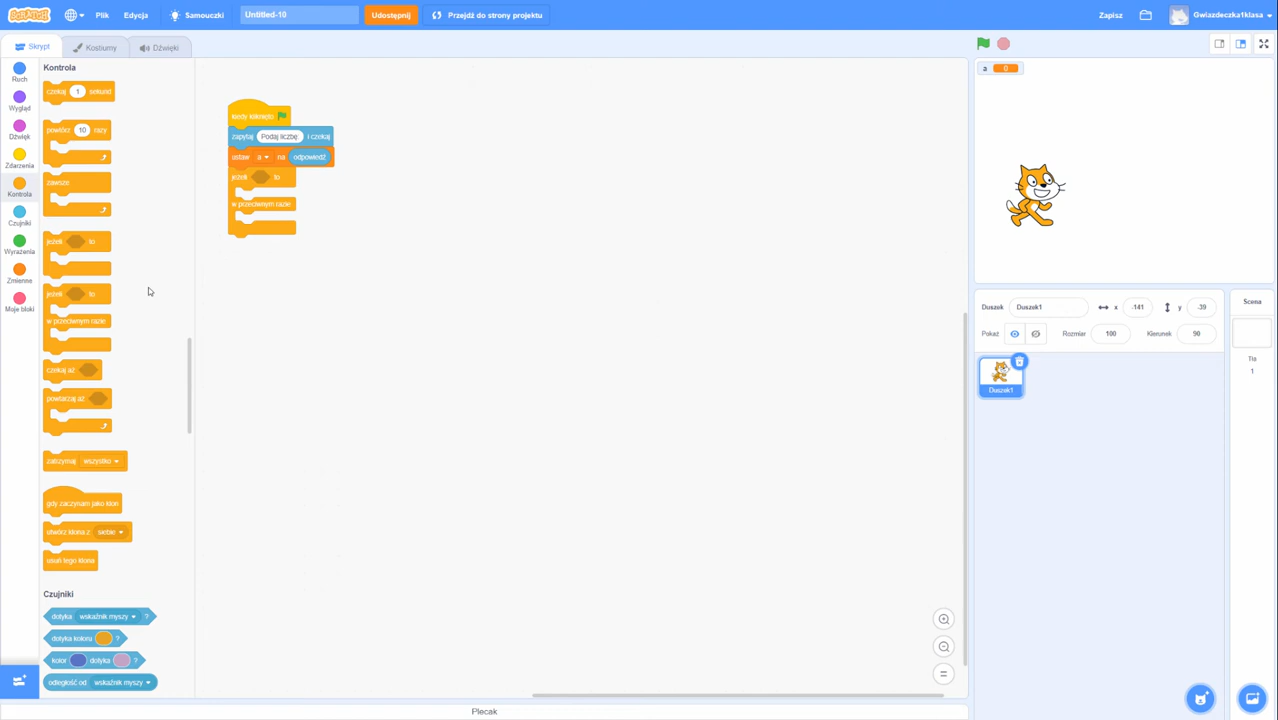 SCRATCH Plik Edycja Samouczki Untitled-10 Udostępnij Przejdź do strony projektu Zapisz Gwiazdeczka1klasa
Skrypt Kostiumy Dźwięki
Ruch
Wygląd
Dźwięk
Zdarzenia
Kontrola
Czujniki
Wyrażenia
Zmienne
Moje bloki
Kontrola
czekaj 1 sekund
powtórz 10 razy
zawsze
jeżeli to
jeżeli to
w przeciwnym razie
czekaj aż
powtarzaj aż
zatrzymaj wszystko
gdy zaczynam jako klon
utwórz klona z siebie
usuń tego klona
Czujniki
dotyka wskaźnik myszy ?
dotyka koloru ?
kolor dotyka ?
odległość od wskaźnik myszy
kiedy kliknięto
zapytaj Podaj liczbę: i czekaj
ustaw a na odpowiedź
jeżeli to
w przeciwnym razie
a 0
Duszek Duszek1 x -141 y -39
Pokaż Rozmiar 100 Kierunek 90
Duszek1
Scena
Tła
1
Plecak